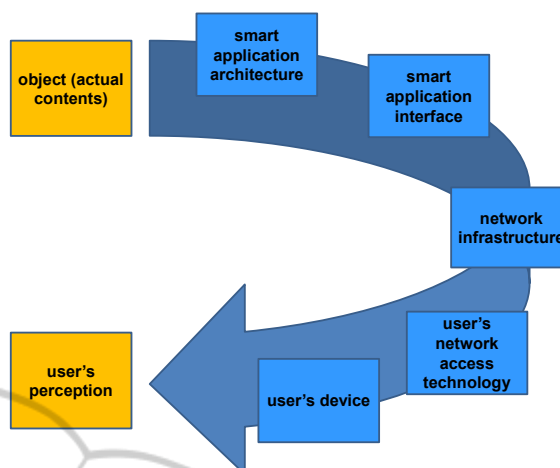 object (actual
contents)
smart
application
architecture
smart
application
interface
network
infrastructure
user's
network
access
technology
user's device
user's
perception